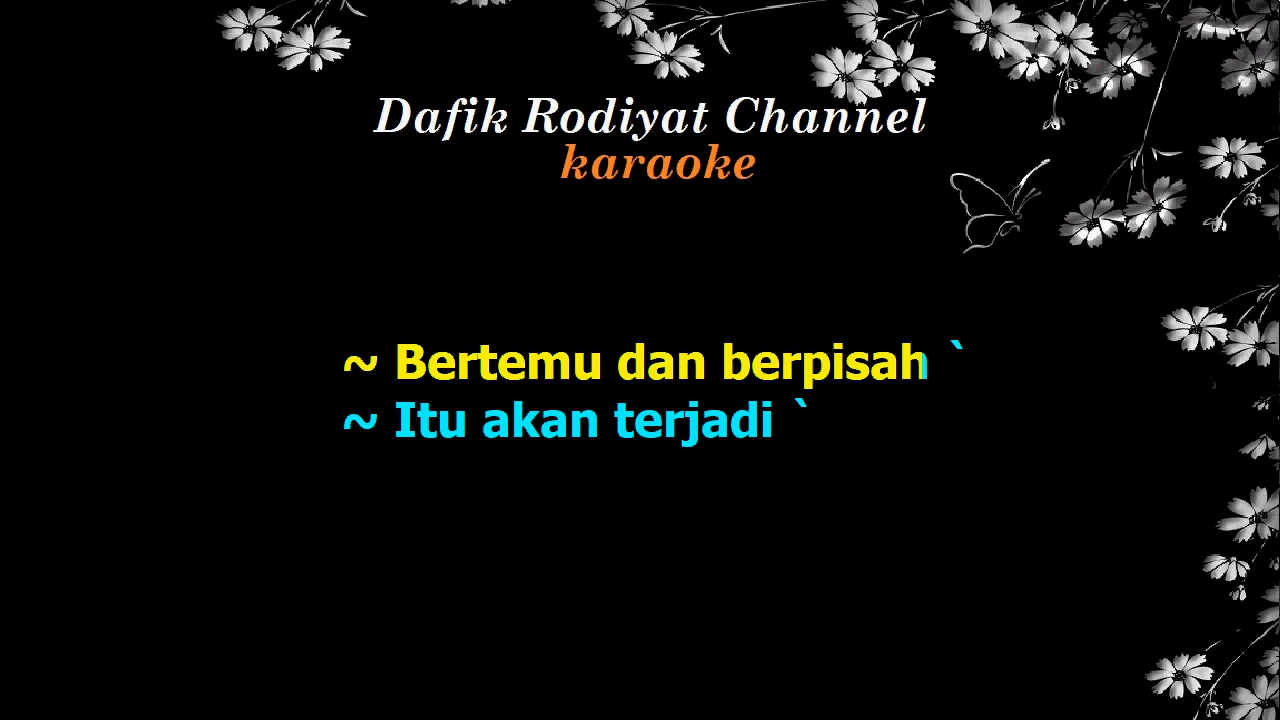 Dafik Rodiyat Channel
karaoke
~ Bertemu dan berpisah `
~ Itu akan terjadi `